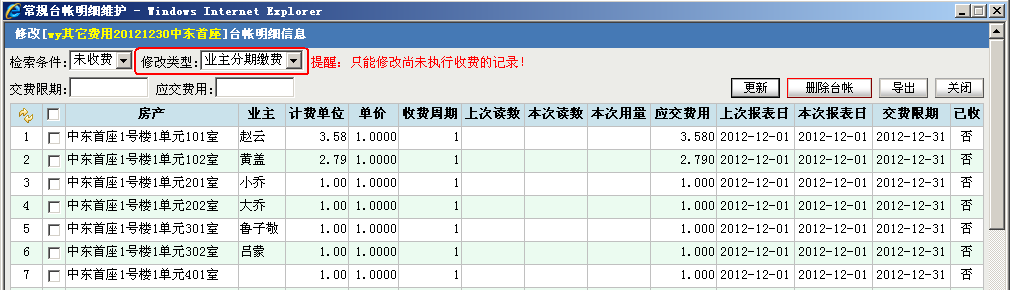 常规台帐明细维护 - Windows Internet Explorer
修改[wy其它费用20121230中东首座]台帐明细信息
检索条件: 未收费 修改类型: 业主分期缴费 提醒: 只能修改尚未执行收费的记录!
交费限期: 应交费用: 更新 删除台帐 导出 关闭
房产 业主 计费单位 单价 收费周期 上次读数 本次读数 本次用量 应交费用 上次报表日 本次报表日 交费限期 已收
1 中东首座1号楼1单元101室 赵云 3.58 1.0000 1 3.580 2012-12-01 2012-12-01 2012-12-31 否
2 中东首座1号楼1单元102室 黄盖 2.79 1.0000 1 2.790 2012-12-01 2012-12-01 2012-12-31 否
3 中东首座1号楼1单元201室 小乔 1.00 1.0000 1 1.000 2012-12-01 2012-12-01 2012-12-31 否
4 中东首座1号楼1单元202室 大乔 1.00 1.0000 1 1.000 2012-12-01 2012-12-01 2012-12-31 否
5 中东首座1号楼1单元301室 鲁子敬 1.00 1.0000 1 1.000 2012-12-01 2012-12-01 2012-12-31 否
6 中东首座1号楼1单元302室 吕蒙 1.00 1.0000 1 1.000 2012-12-01 2012-12-01 2012-12-31 否
7 中东首座1号楼1单元401室 1.00 1.0000 1 1.000 2012-12-01 2012-12-01 2012-12-31 否